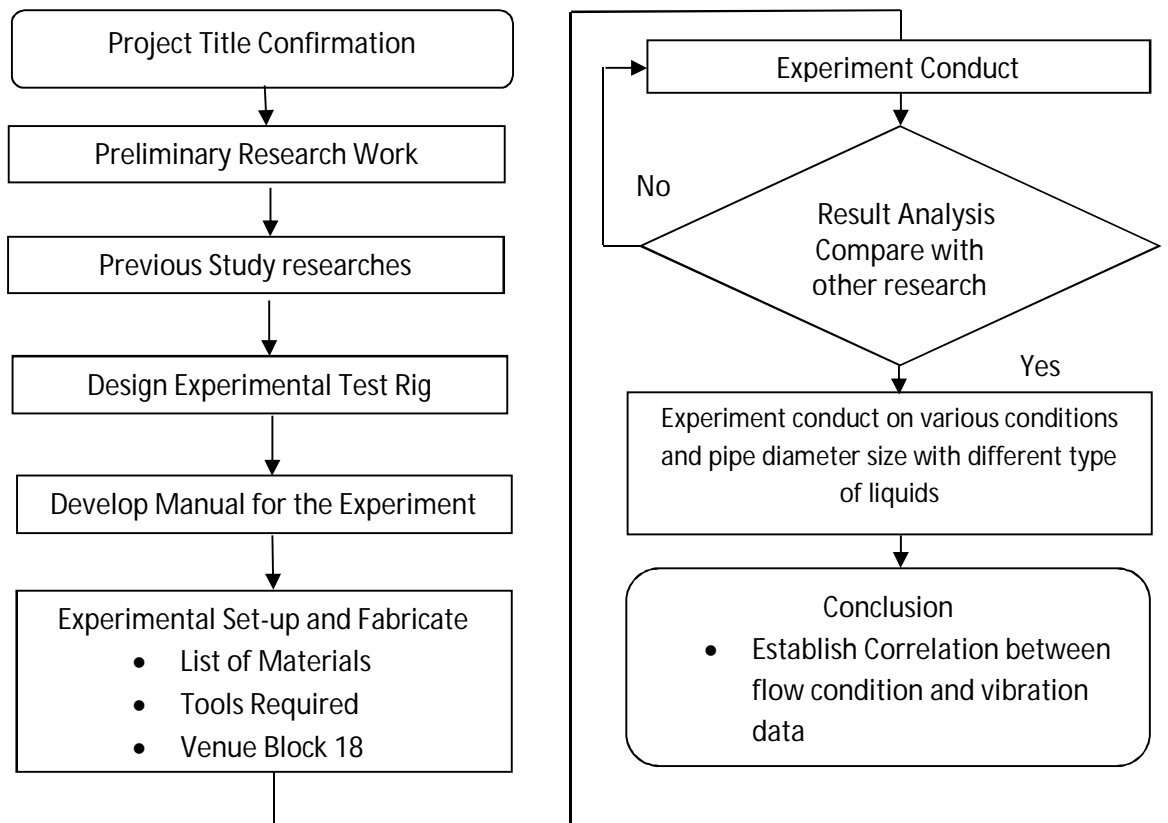 Project Title Confirmation
Preliminary Research Work
Previous Study researches
Design Experimental Test Rig
Develop Manual for the Experiment
Experimental Set-up and Fabricate
• List of Materials
• Tools Required
• Venue Block 18
Experiment Conduct
No
Result Analysis
Compare with
other research
Yes
Experiment conduct on various conditions
and pipe diameter size with different type
of liquids
Conclusion
• Establish Correlation between
flow condition and vibration
data